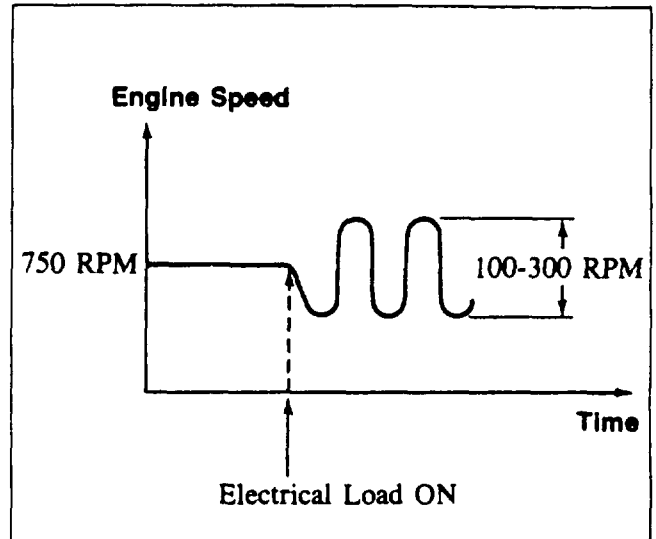 Engine Speed
750 RPM
100-300 RPM
Time
Electrical Load ON